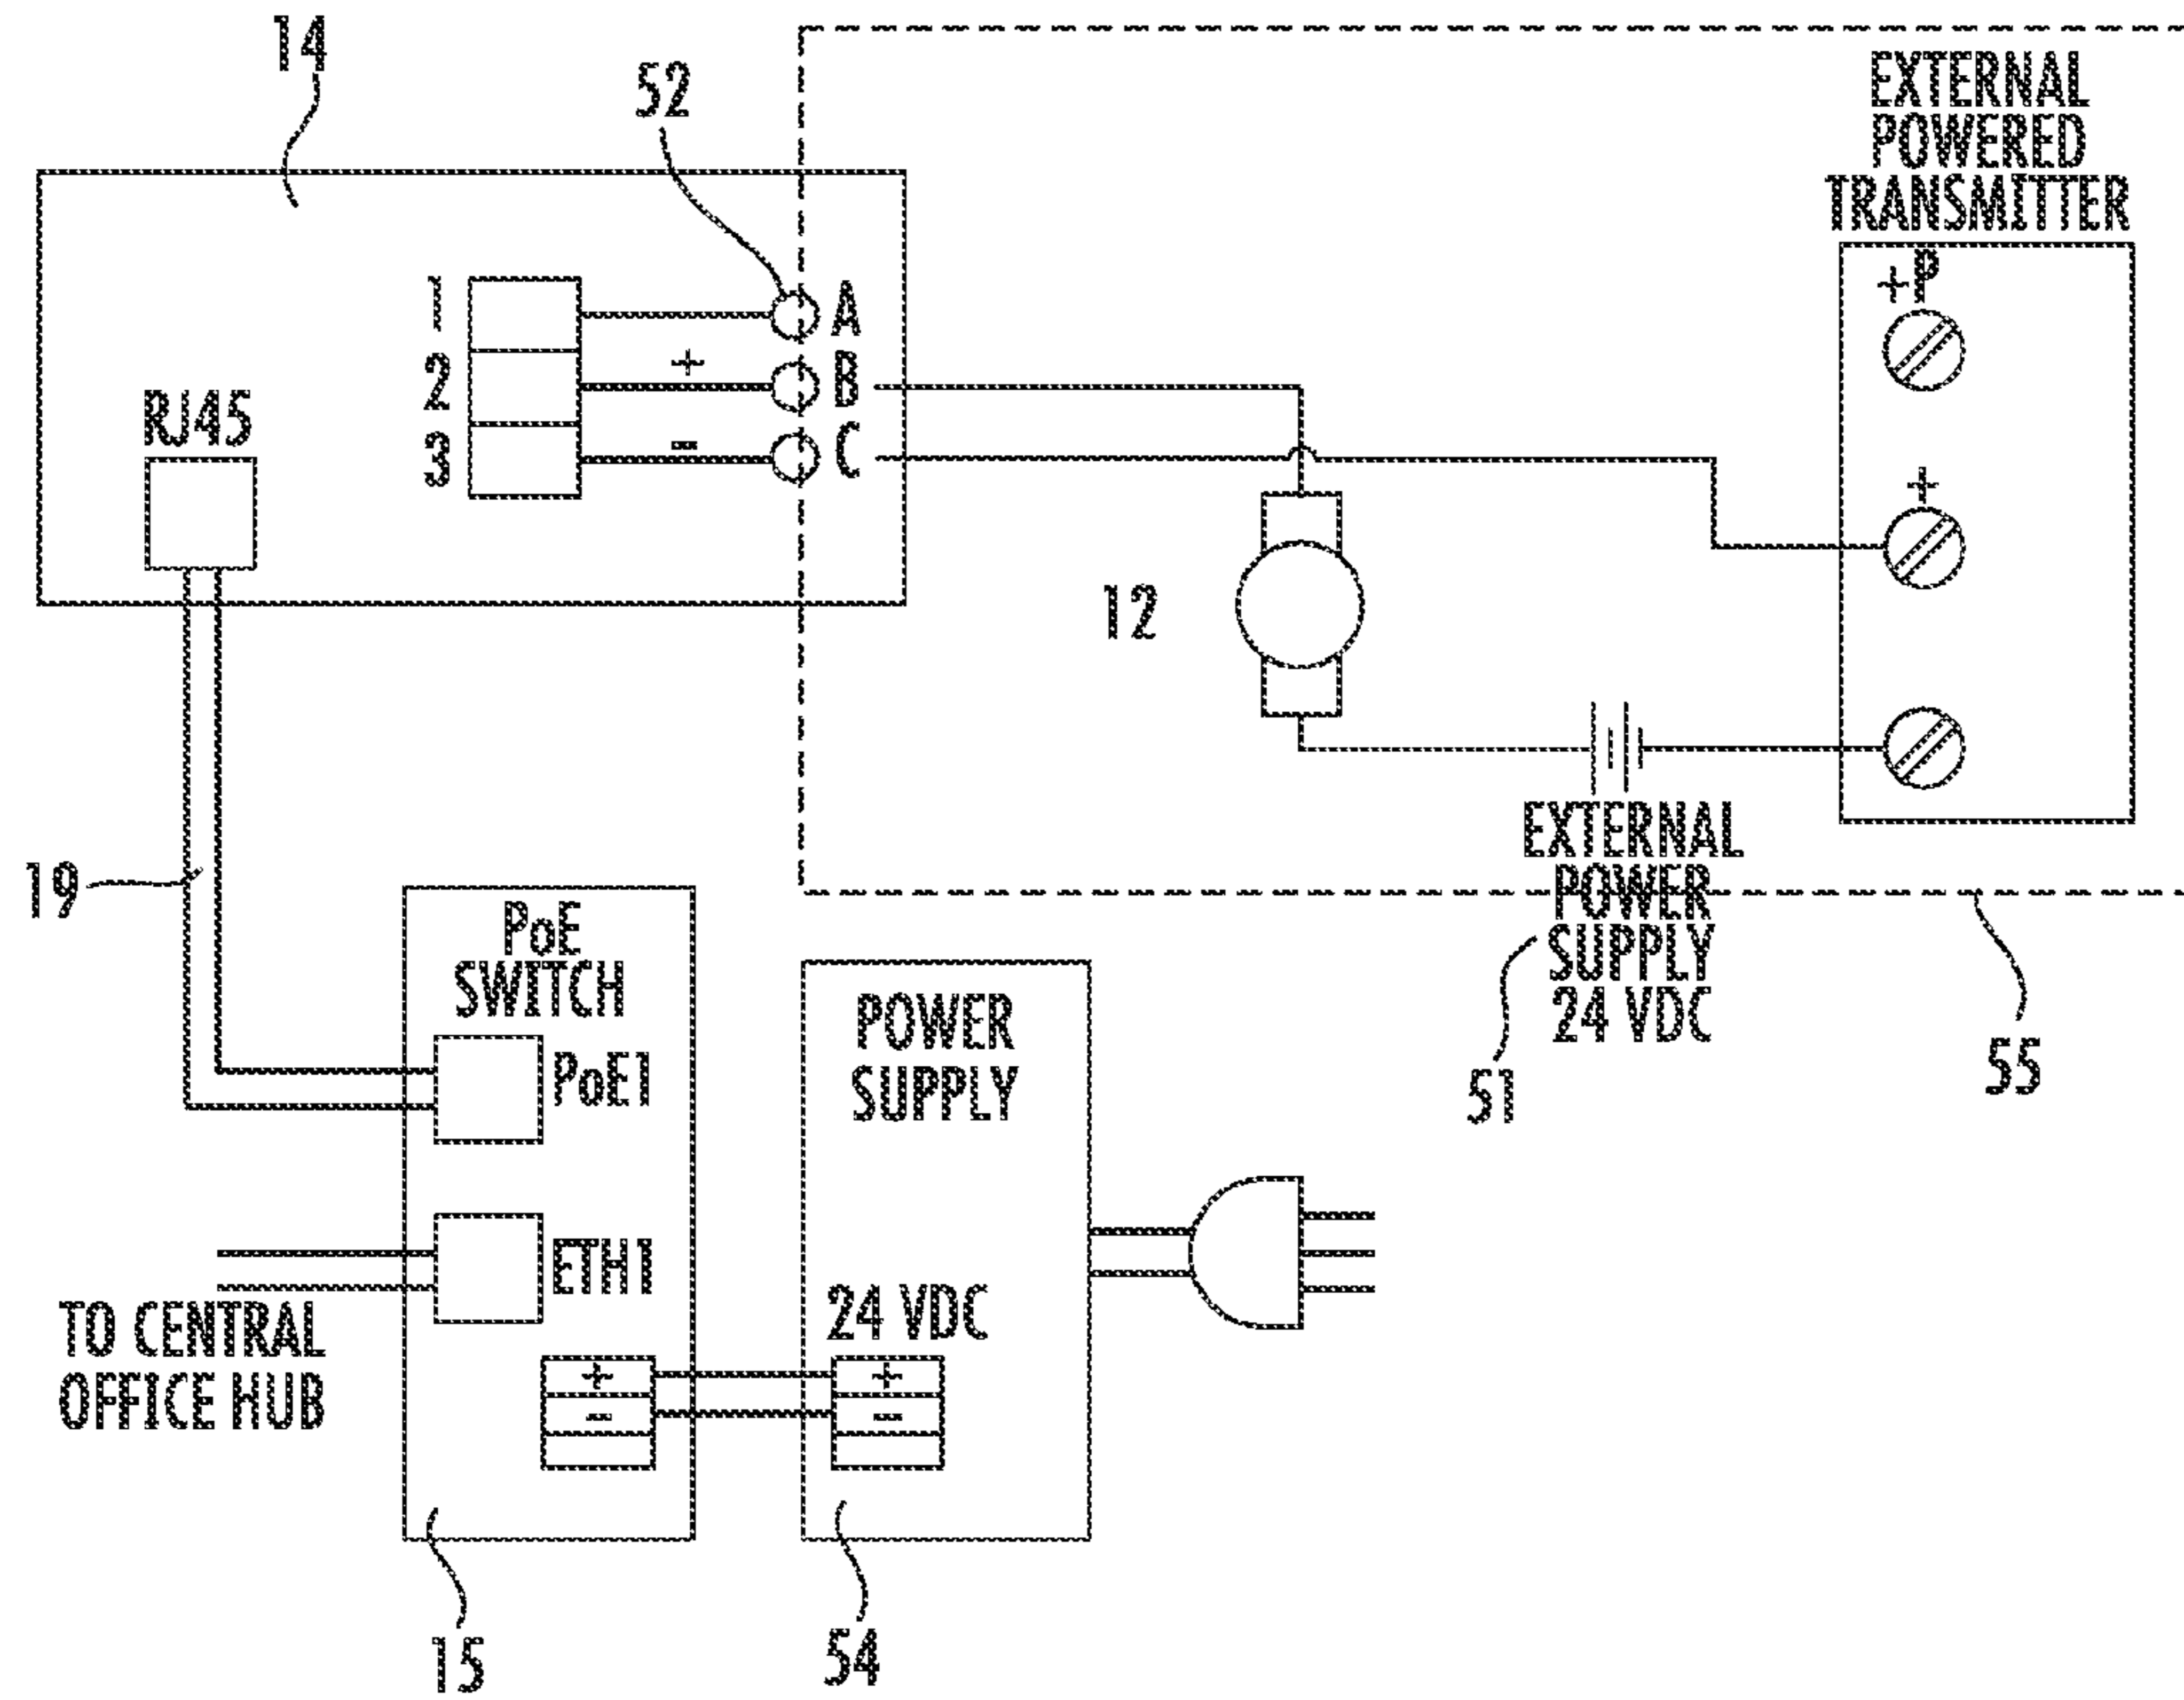 14
52
EXTERNAL
POWERED
TRANSMITTER
+P
1
A
2
+
B
3
-
C
RJ45
+
12
19
EXTERNAL
POWER
SUPPLY
24 VDC
51
55
PoE
SWITCH
PoE1
ETH1
TO CENTRAL
OFFICE HUB
+
-
POWER
SUPPLY
24 VDC
+
-
15
54